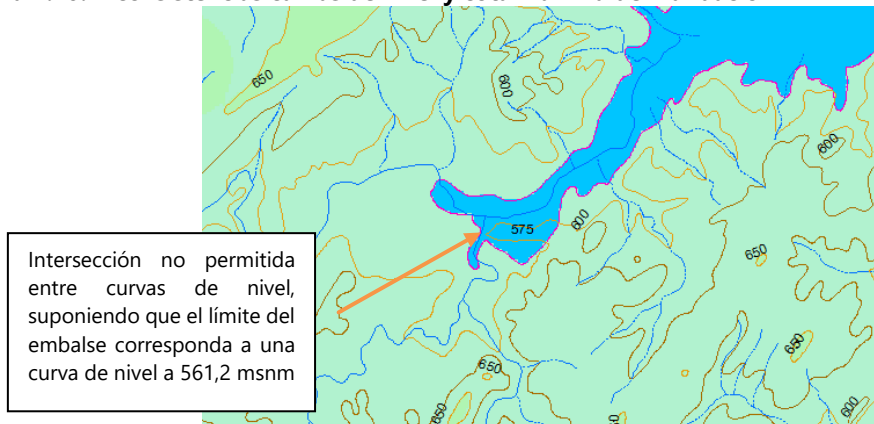 650
600
600
575
600
650
Intersección no permitida
entre curvas de nivel,
suponiendo que el límite del
embalse corresponda a una
curva de nivel a 561,2 msnm
650
650
650
600